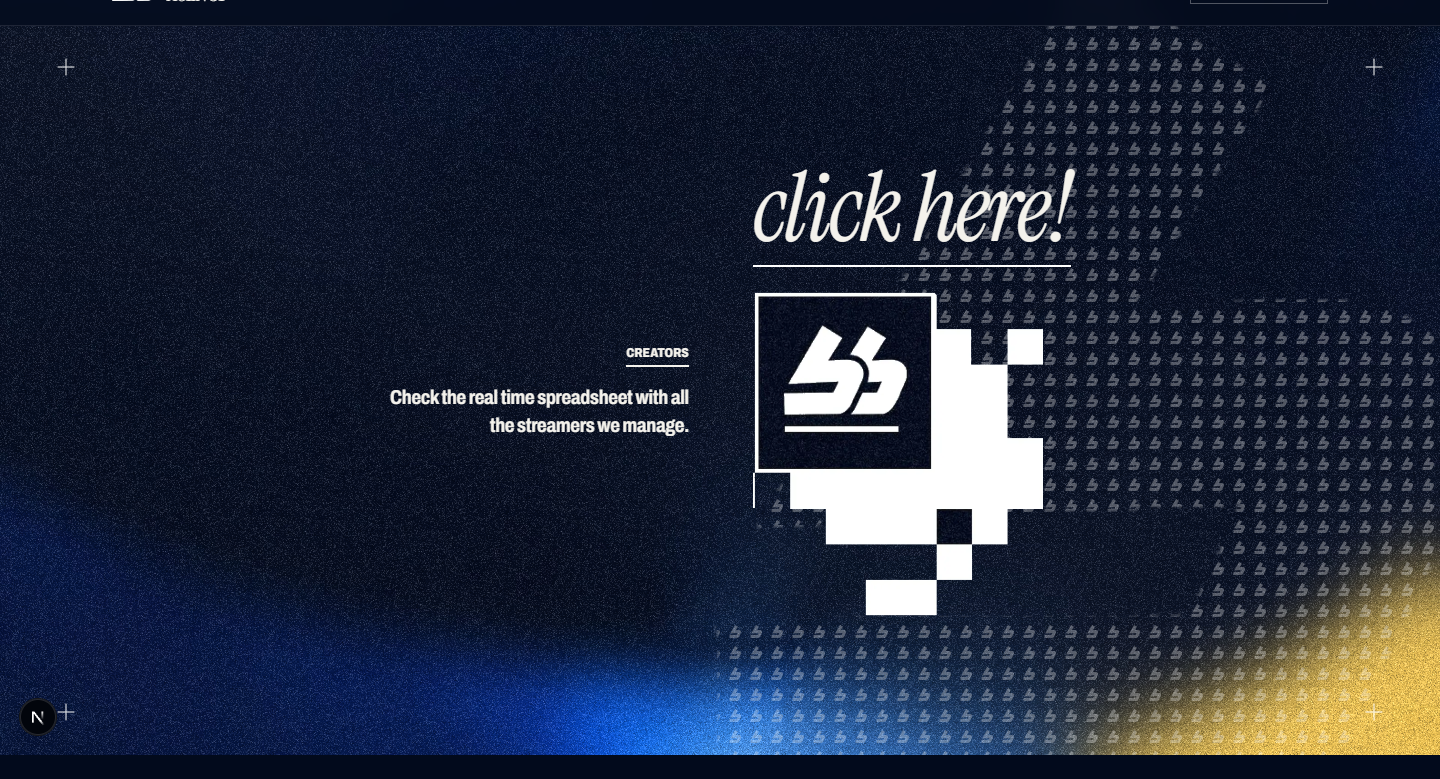 click here!
CREATORS
Check the real time spreadsheet with all
the streamers we manage.
N